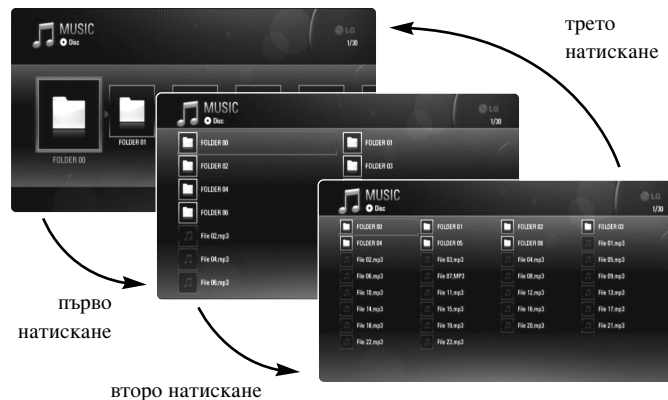 MUSIC
Disc
LG
1/30
FOLDER 00
FOLDER 01
трето
натискане
MUSIC
Disc
LG
1/30
FOLDER 00 FOLDER 01
FOLDER 02 FOLDER 03
FOLDER 04
FOLDER 06
File 02.mp3
File 04.mp3
File 06.mp3
MUSIC
Disc
LG
1/30
FOLDER 00 FOLDER 01 FOLDER 02 FOLDER 03
FOLDER 04 FOLDER 05 FOLDER 06 File 01.mp3
File 02.mp3 File 03.mp3 File 04.mp3 File 05.mp3
File 06.mp3 File 07.MP3 File 08.mp3 File 09.mp3
File 10.mp3 File 11.mp3 File 12.mp3 File 13.mp3
File 14.mp3 File 15.mp3 File 16.mp3 File 17.mp3
File 18.mp3 File 19.mp3 File 20.mp3 File 21.mp3
File 22.mp3 File 23.mp3
първо
натискане
второ натискане